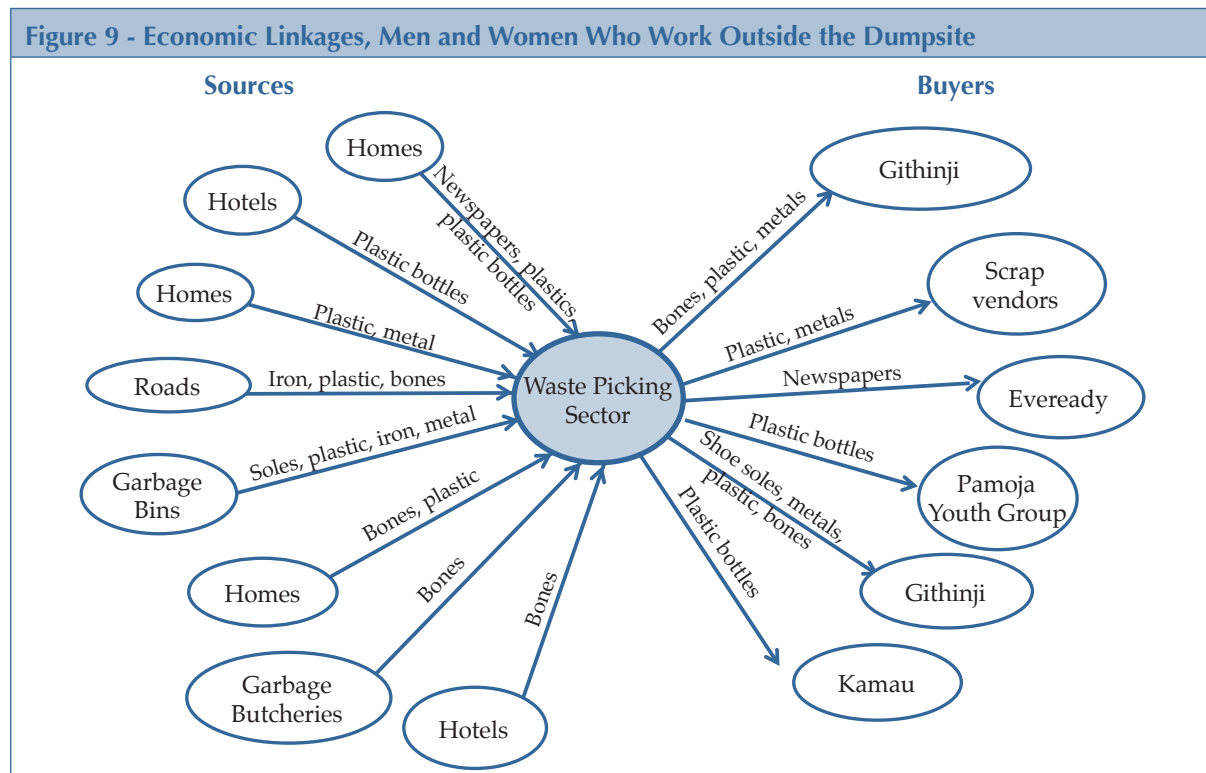 Figure 9 - Economic Linkages, Men and Women Who Work Outside the Dumpsite
Sources
Buyers
Homes
Newspapers, plastics,
plastic bottles
Hotels
Plastic bottles
Homes
Plastic, metal
Roads
Iron, plastic, bones
Garbage
Bins
Soles, plastic, iron, metal
Homes
Bones, plastic
Garbage
Butcheries
Bones
Hotels
Bones
Waste Picking
Sector
Bones, plastic, metals
Githinji
Plastic, metals
Scrap
vendors
Newspapers
Eveready
Plastic bottles
Pamoja
Youth Group
Shoe soles, metals,
plastic, bones
Githinji
Plastic bottles
Kamau